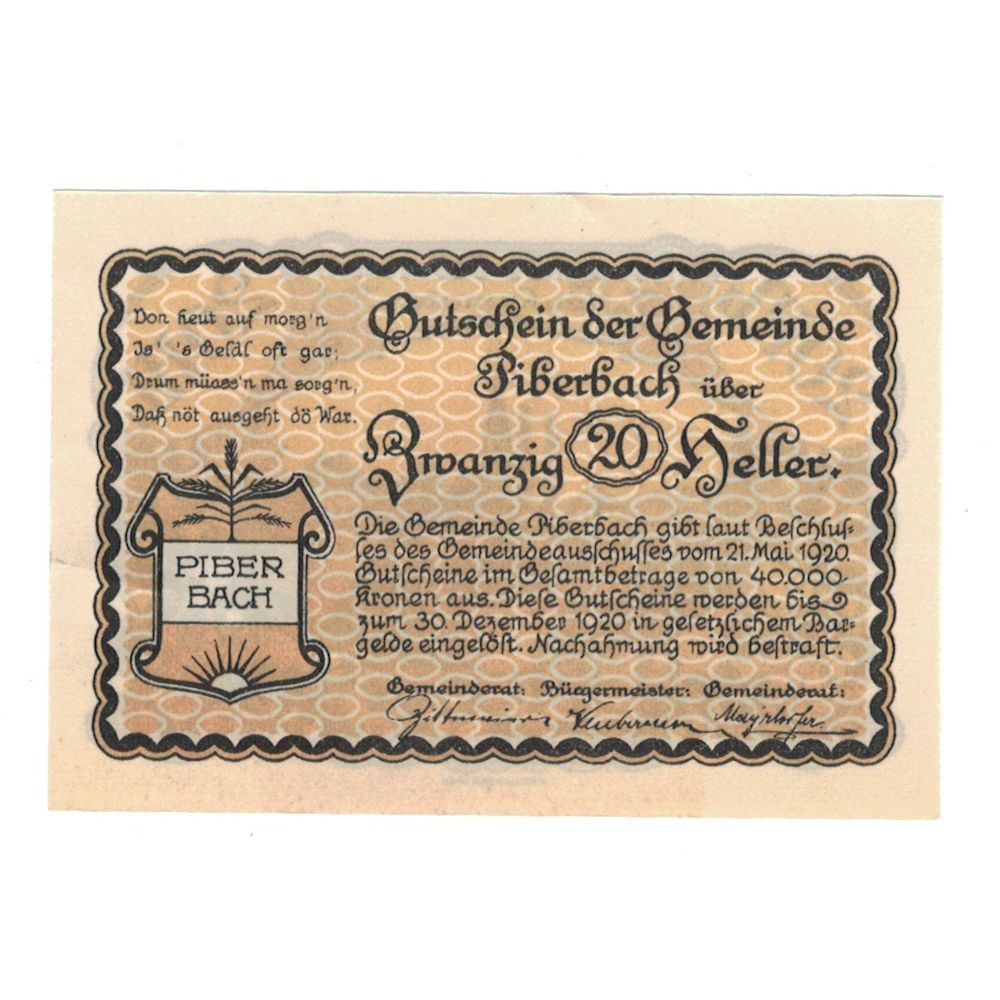 Von heut auf morg'n
Is' 's Geldl oft gar;
Drum müass'n ma sorg'n,
Daß nöt ausgeht dö War.
Gutschein der Gemeinde
Piberbach über
Zwanzig 20 Heller.
PIBER
BACH
Die Gemeinde Piberbach gibt laut Beschlus-
ses des Gemeindeausschusses vom 21. Mai 1920
Gutscheine im Gesamtbetrage von 40.000
Kronen aus. Diese Gutscheine werden bis
zum 30. Dezember 1920 in gesetzlichem Bar-
gelde eingelöst. Nachahmung wird bestraft.
Gemeinderat: Bürgermeister: Gemeinderat:
Mayrhofer